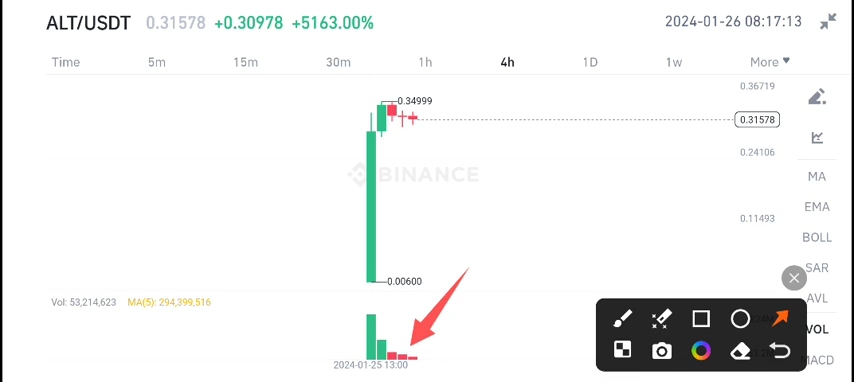 ALT/USDT 0.31578 +0.30978 +5163.00% 2024-01-26 08:17:13
Time 5m 15m 30m 1h 4h 1D 1w More
0.36719
0.34999
0.31578
0.24106
BINANCE
0.11493
0.00600
MA
EMA
BOLL
SAR
AVL
VOL
MACD
Vol: 53,214,623 MA(5): 294,399,516
2024-01-25 13:00